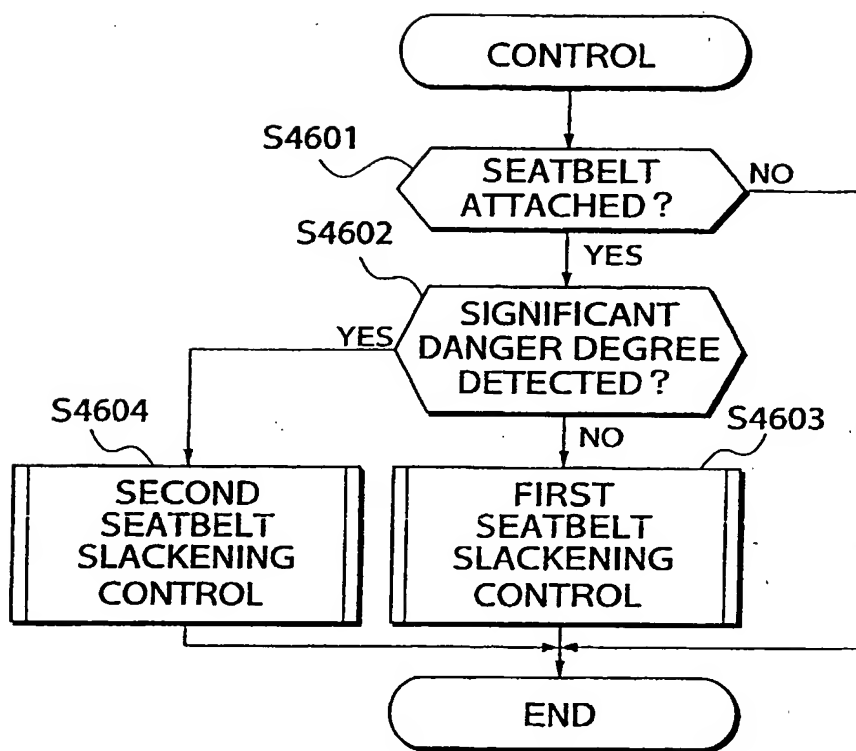 CONTROL
S4601
SEATBELT
ATTACHED?
NO
S4602
YES
SIGNIFICANT
DANGER DEGREE
DETECTED?
YES
S4604
NO
S4603
SECOND
SEATBELT
SLACKENING
CONTROL
FIRST
SEATBELT
SLACKENING
CONTROL
END